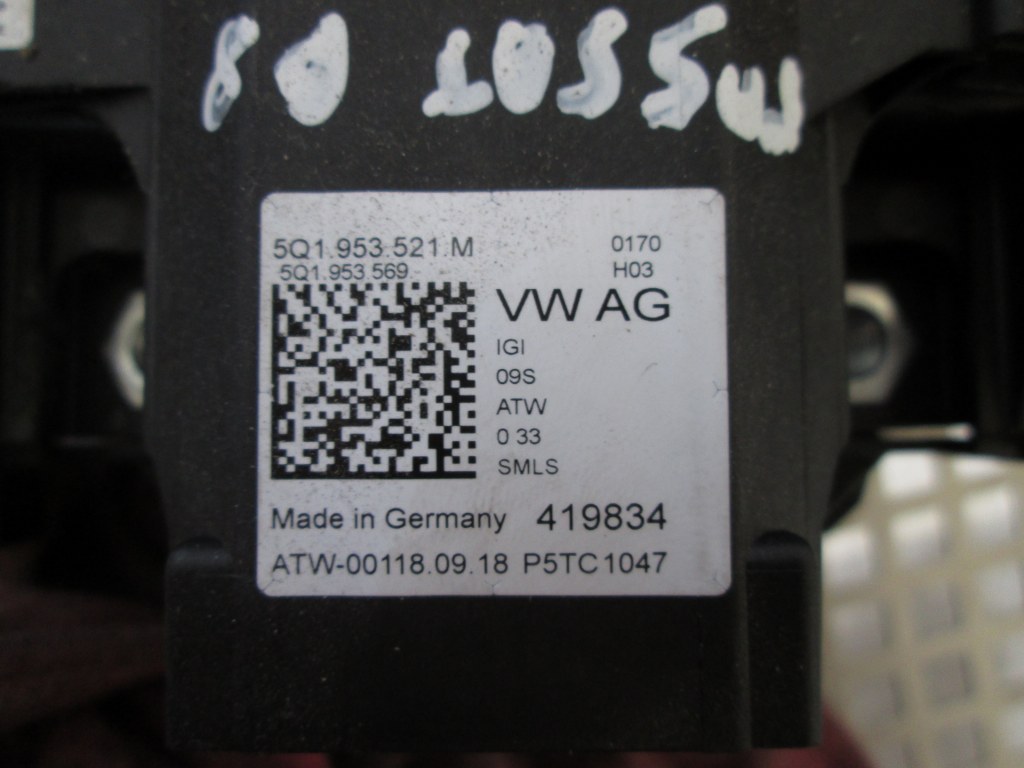 5Q1.953.521.M
0170
5Q1.953.569.
H03
VW AG
IGI
09S
ATW
0 33
SMLS
Made in Germany 419834
ATW-00118.09.18 P5TC1047